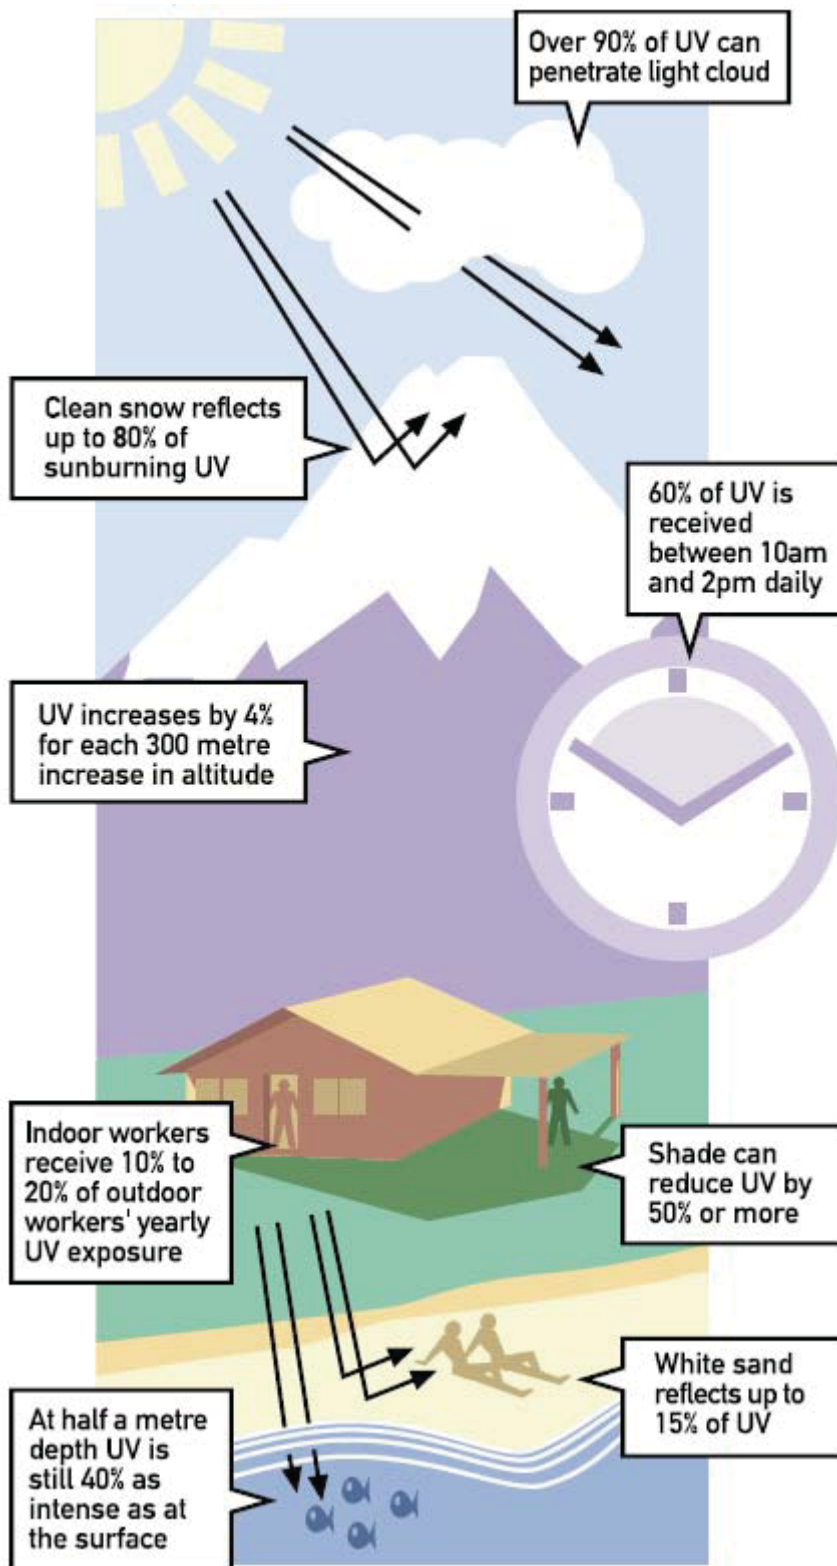 Over 90% of UV can
penetrate light cloud
Clean snow reflects
up to 80% of
sunburning UV
60% of UV is
received
between 10am
and 2pm daily
UV increases by 4%
for each 300 metre
increase in altitude
Indoor workers
receive 10% to
20% of outdoor
workers' yearly
UV exposure
Shade can
reduce UV by
50% or more
White sand
reflects up to
15% of UV
At half a metre
depth UV is
still 40% as
intense as at
the surface